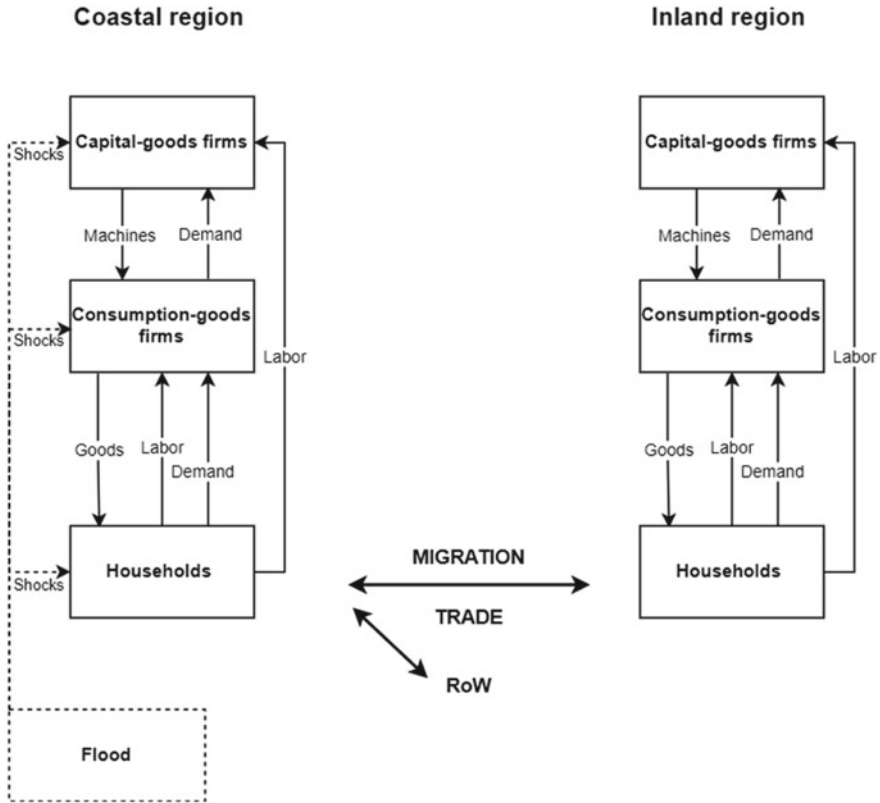 Coastal region
Inland region
Capital-goods firms
Capital-goods firms
Shocks
Machines
Demand
Machines
Demand
Consumption-goods
firms
Consumption-goods
firms
Shocks
Labor
Labor
Goods
Labor
Demand
Goods
Labor
Demand
Households
Households
Shocks
MIGRATION
TRADE
RoW
Flood